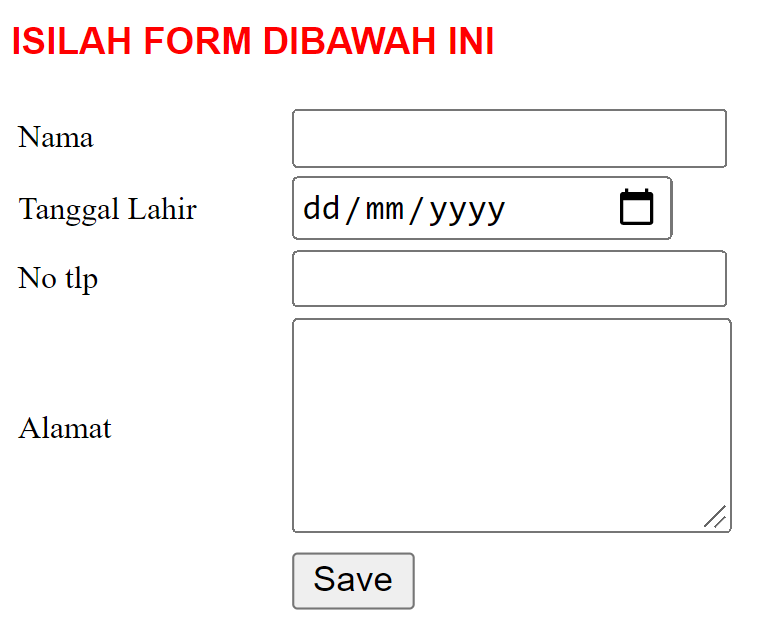 ISILAH FORM DIBAWAH INI
Nama
Tanggal Lahir dd/mm/yyyy
No tlp
Alamat
Save